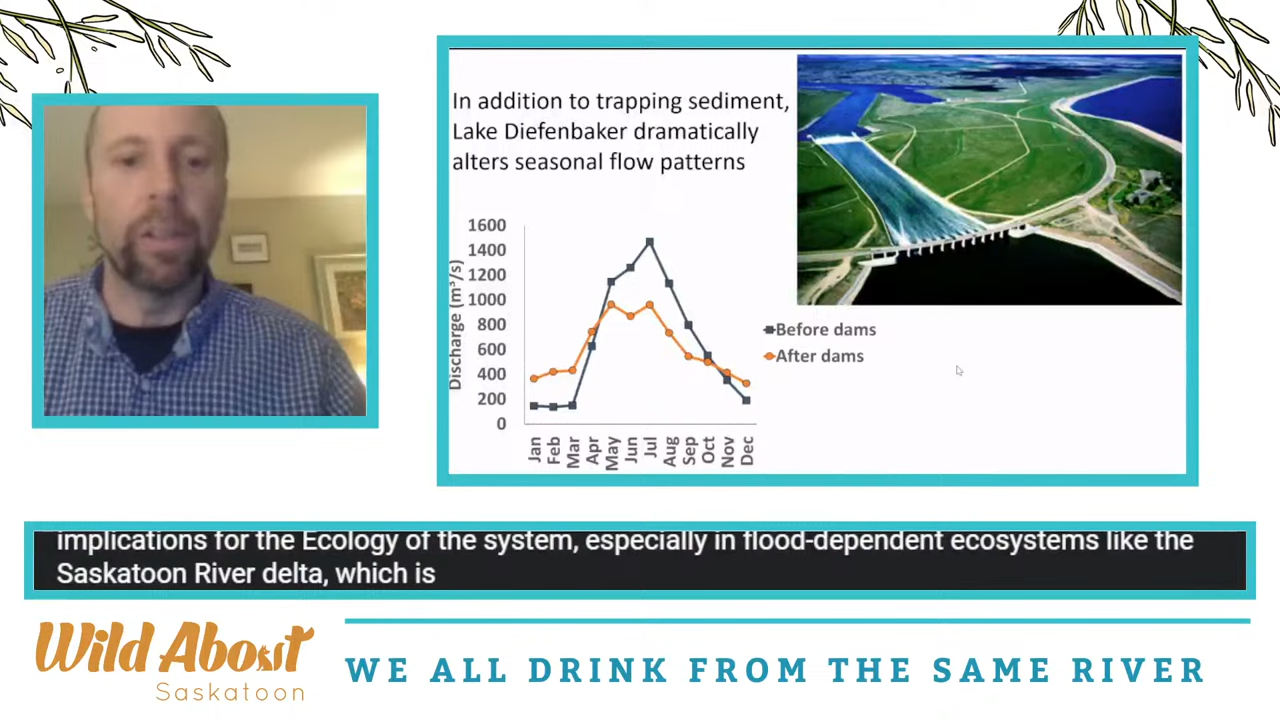 In addition to trapping sediment,
Lake Diefenbaker dramatically
alters seasonal flow patterns
1600
1400
1200
1000
800
600
400
200
0
Discharge (m³/s)
Jan
Feb
Mar
Apr
May
Jun
Jul
Aug
Sep
Oct
Nov
Dec
Before dams
After dams
implications for the Ecology of the system, especially in flood-dependent ecosystems like the
Saskatoon River delta, which is
Wild About
Saskatoon
WE ALL DRINK FROM THE SAME RIVER